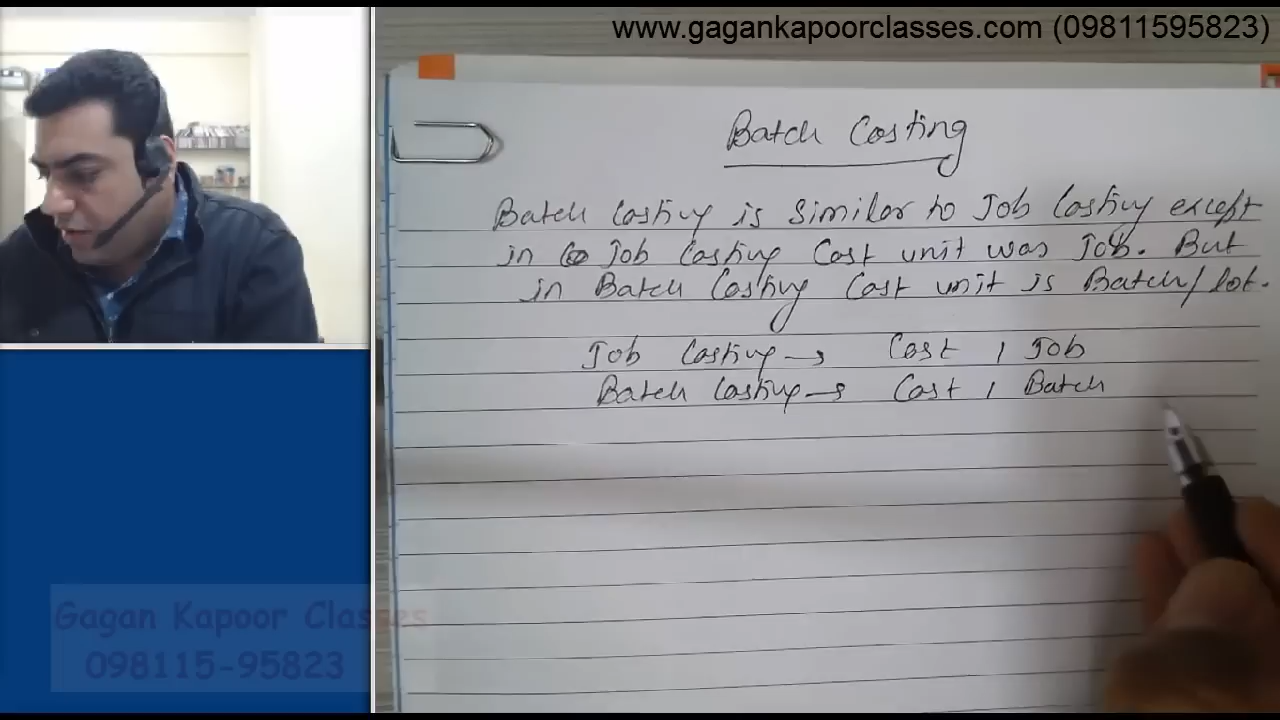 www.gagankapoorclasses.com (09811595823)
Batch Costing
Batch Costing is similar to Job Costing except
in Job Costing Cost unit was Job. But
in Batch Costing Cost unit is Batch/lot.
Job Costing → Cost / Job
Batch Costing → Cost / Batch
Gagan Kapoor Classes
098115-95823